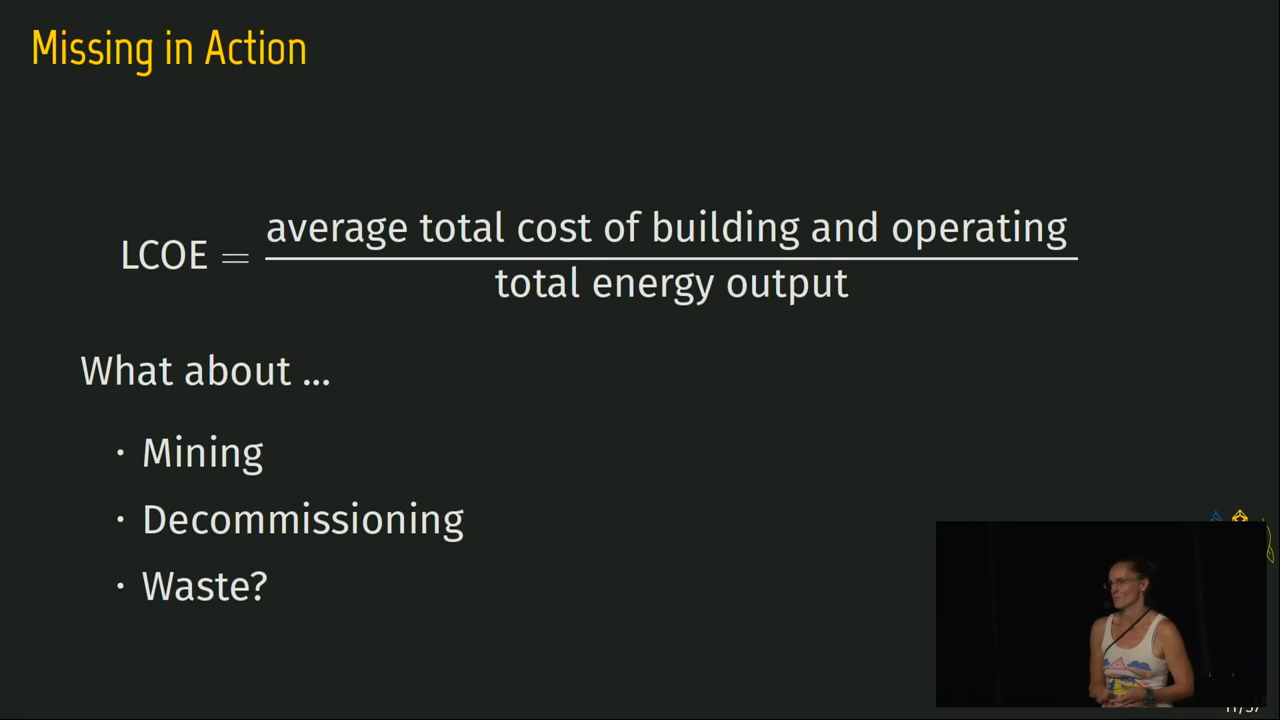 Missing in Action
LCOE = average total cost of building and operating
total energy output
What about ...
· Mining
· Decommissioning
· Waste?